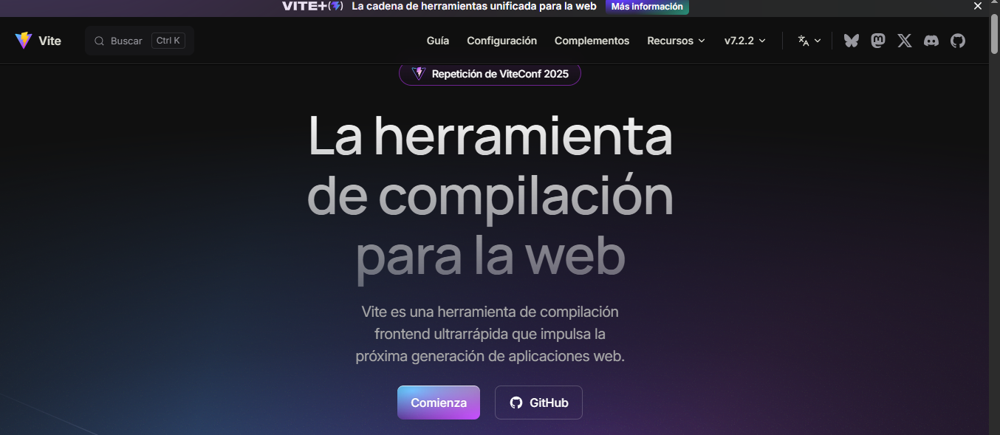 VITE+ La cadena de herramientas unificada para la web Más información
Vite Buscar Ctrl K Guía Configuración Complementos Recursos v7.2.2
Repetición de ViteConf 2025
La herramienta
de compilación
para la web
Vite es una herramienta de compilación
frontend ultrarrápida que impulsa la
próxima generación de aplicaciones web.
Comienza GitHub